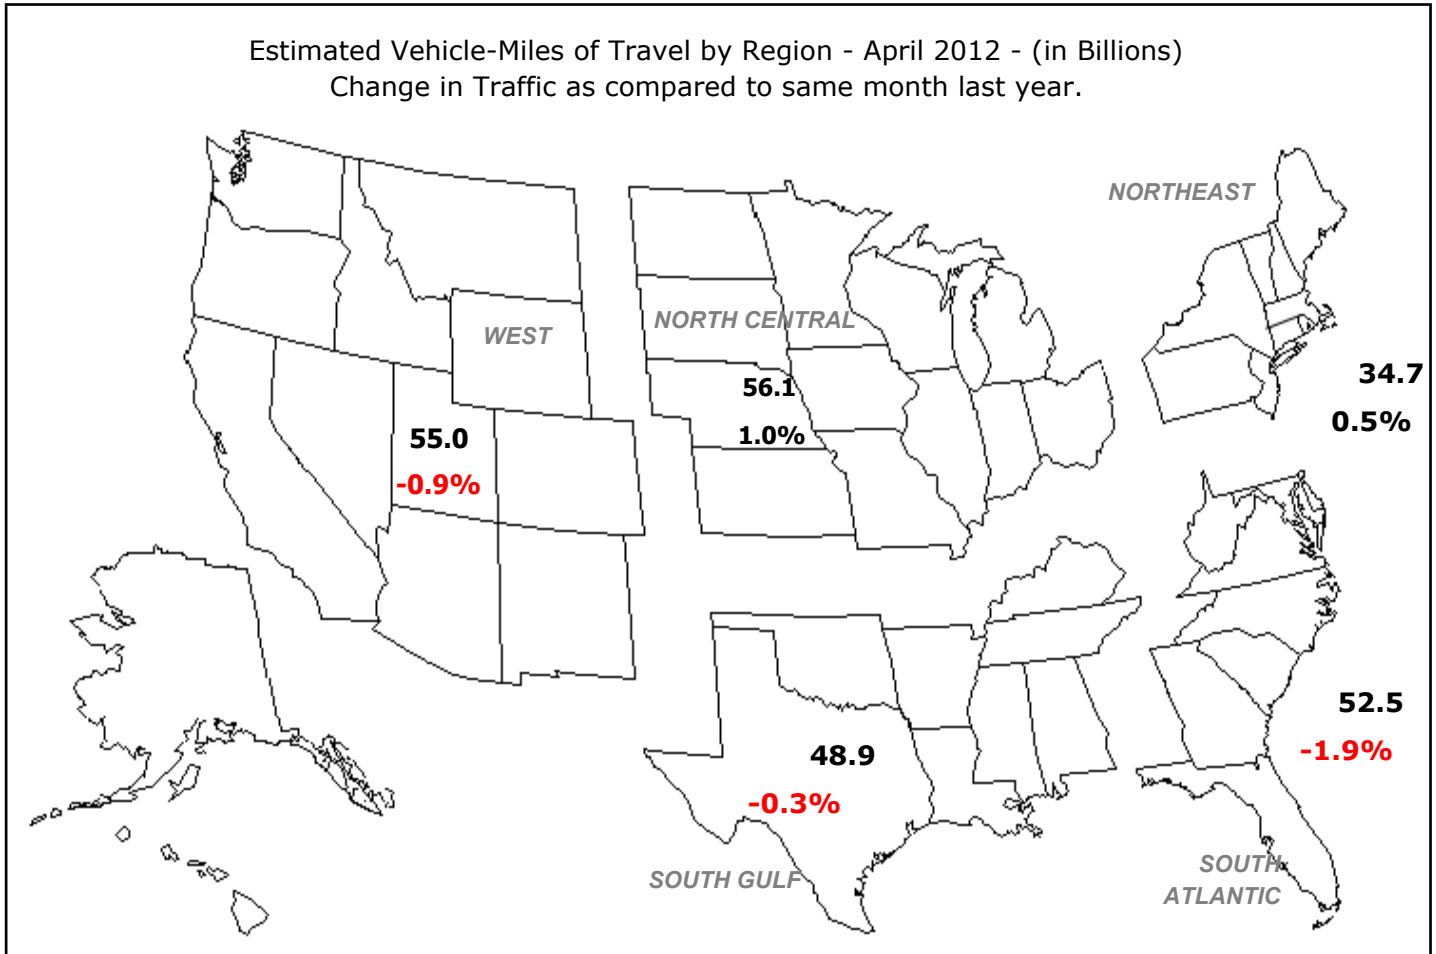 Estimated Vehicle-Miles of Travel by Region - April 2012 - (in Billions)
Change in Traffic as compared to same month last year.
NORTHEAST
WEST
NORTH CENTRAL
34.7
0.5%
56.1
1.0%
55.0
-0.9%
52.5
-1.9%
48.9
-0.3%
SOUTH GULF
SOUTH
ATLANTIC